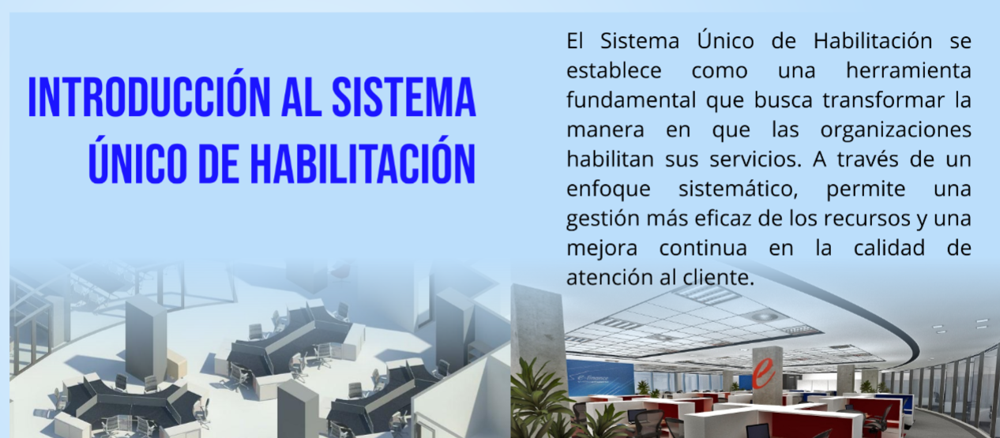 INTRODUCCIÓN AL SISTEMA
ÚNICO DE HABILITACIÓN
El Sistema Único de Habilitación se
establece como una herramienta
fundamental que busca transformar la
manera en que las organizaciones
habilitan sus servicios. A través de un
enfoque sistemático, permite una
gestión más eficaz de los recursos y una
mejora continua en la calidad de
atención al cliente.
e-finance
e